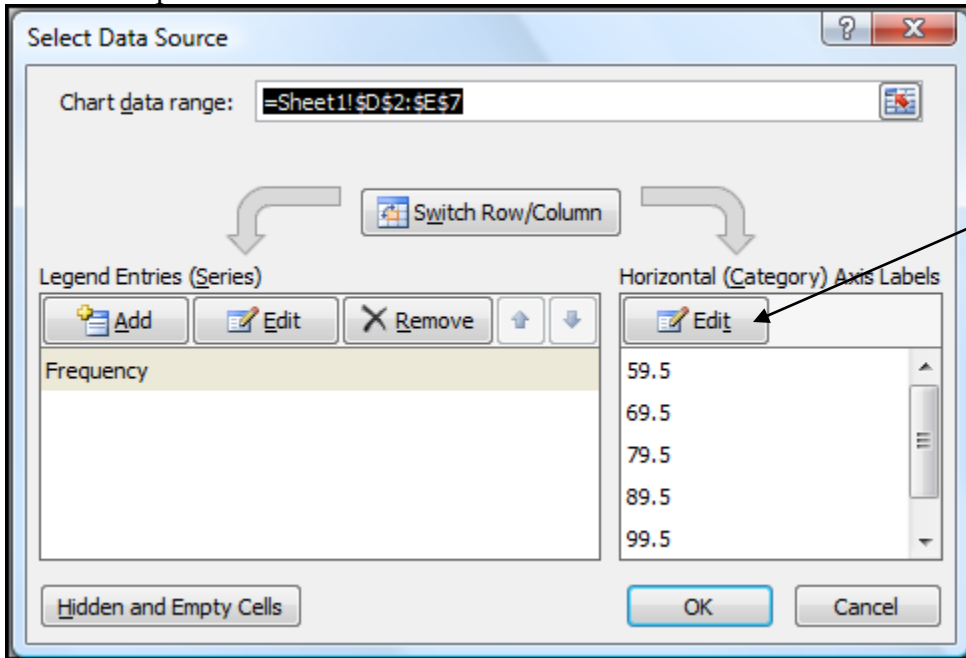 Select Data Source
Chart data range: =Sheet1!$D$2:$E$7
Switch Row/Column
Legend Entries (Series)
Add Edit Remove
Frequency
Horizontal (Category) Axis Labels
Edit
59.5
69.5
79.5
89.5
99.5
Hidden and Empty Cells
OK Cancel